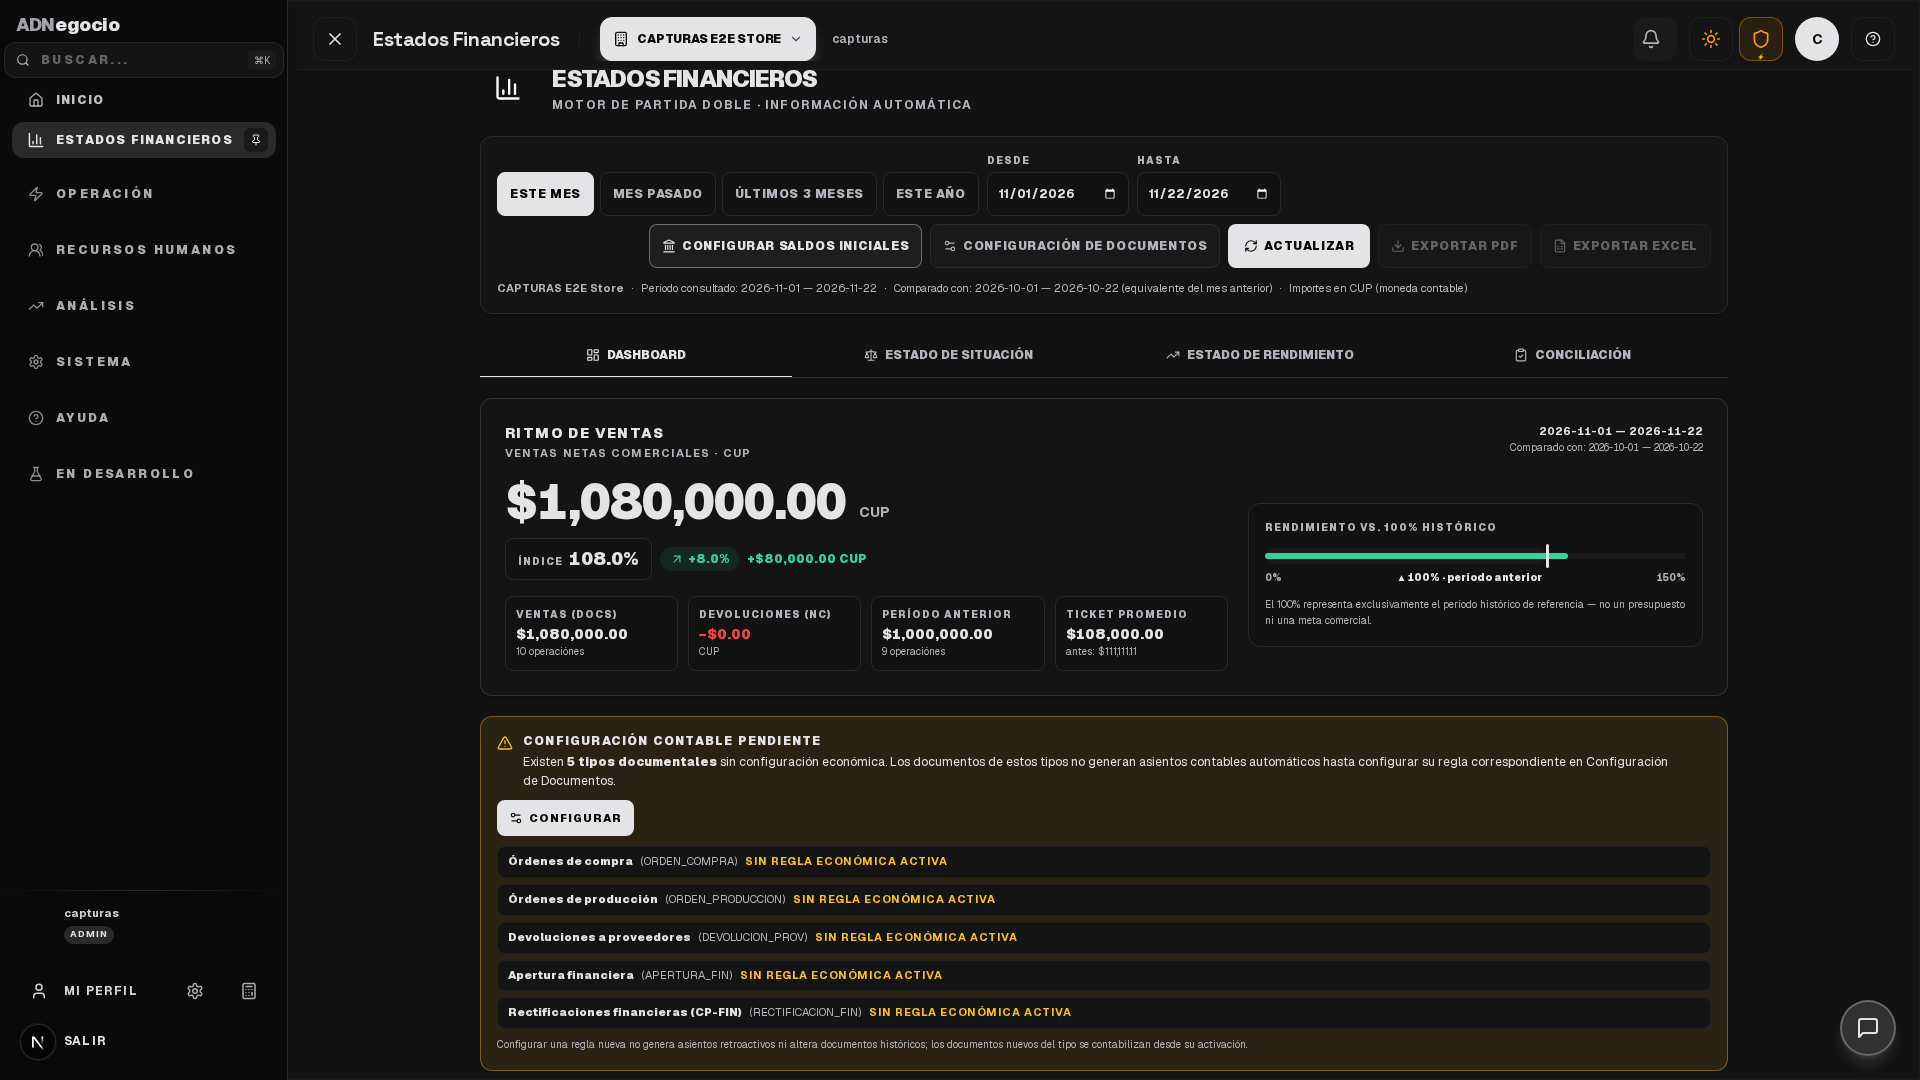 ADNegocio
BUSCAR...
⌘K
INICIO
ESTADOS FINANCIEROS
OPERACIÓN
RECURSOS HUMANOS
ANÁLISIS
SISTEMA
AYUDA
EN DESARROLLO
capturas
ADMIN
MI PERFIL
SALIR
Estados Financieros
CAPTURAS E2E STORE
capturas
C
ESTADOS FINANCIEROS
MOTOR DE PARTIDA DOBLE · INFORMACIÓN AUTOMÁTICA
DESDE
HASTA
ESTE MES
MES PASADO
ÚLTIMOS 3 MESES
ESTE AÑO
11/01/2026
11/22/2026
CONFIGURAR SALDOS INICIALES
CONFIGURACIÓN DE DOCUMENTOS
ACTUALIZAR
EXPORTAR PDF
EXPORTAR EXCEL
CAPTURAS E2E Store · Período consultado: 2026-11-01 — 2026-11-22 · Comparado con: 2026-10-01 — 2026-10-22 (equivalente del mes anterior) · Importes en CUP (moneda contable)
DASHBOARD
ESTADO DE SITUACIÓN
ESTADO DE RENDIMIENTO
CONCILIACIÓN
RITMO DE VENTAS
VENTAS NETAS COMERCIALES · CUP
2026-11-01 — 2026-11-22
Comparado con: 2026-10-01 — 2026-10-22
$1,080,000.00 CUP
ÍNDICE 108.0%
+8.0%
+$80,000.00 CUP
VENTAS (DOCS)
$1,080,000.00
10 operaciónes
DEVOLUCIONES (NC)
−$0.00
CUP
PERÍODO ANTERIOR
$1,000,000.00
9 operaciónes
TICKET PROMEDIO
$108,000.00
antes: $111,111.11
RENDIMIENTO VS. 100% HISTÓRICO
0%
▲ 100% · período anterior
150%
El 100% representa exclusivamente el período histórico de referencia — no un presupuesto
ni una meta comercial.
CONFIGURACIÓN CONTABLE PENDIENTE
Existen 5 tipos documentales sin configuración económica. Los documentos de estos tipos no generan asientos contables automáticos hasta configurar su regla correspondiente en Configuración
de Documentos.
CONFIGURAR
Órdenes de compra (ORDEN_COMPRA) SIN REGLA ECONÓMICA ACTIVA
Órdenes de producción (ORDEN_PRODUCCION) SIN REGLA ECONÓMICA ACTIVA
Devoluciones a proveedores (DEVOLUCION_PROV) SIN REGLA ECONÓMICA ACTIVA
Apertura financiera (APERTURA_FIN) SIN REGLA ECONÓMICA ACTIVA
Rectificaciones financieras (CP-FIN) (RECTIFICACION_FIN) SIN REGLA ECONÓMICA ACTIVA
Configurar una regla nueva no genera asientos retroactivos ni altera documentos históricos; los documentos nuevos del tipo se contabilizan desde su activación.